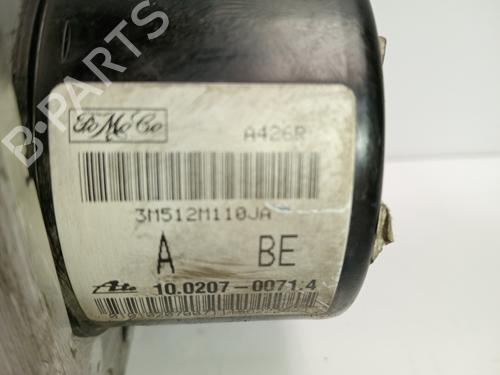 FoMoCo
A426R
3M512M110JA
A BE
Ate 10.0207-0071.4
B-PARTS